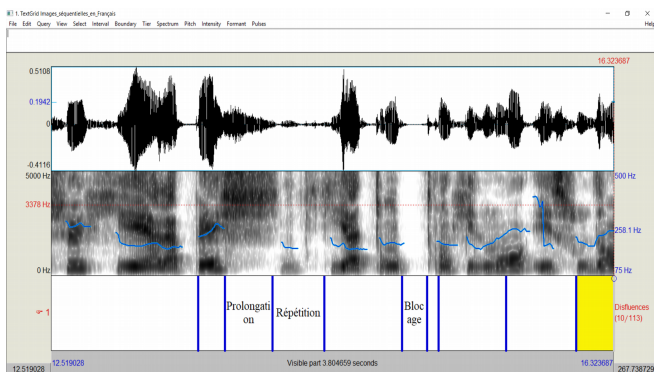 1. TextGrid Images_séquentielles_en_Français
File Edit Query View Select Interval Boundary Tier Spectrum Pitch Intensity Formant Pulses Help
16.323687
0.5108
0.1942
0
-0.4116
5000 Hz 500 Hz
3378 Hz
258.1 Hz
0 Hz 75 Hz
Prolongati
on
Répétition
Bloc
age
1
Disfluences
(10/113)
12.519028 16.323687
12.519028 Visible part 3.804659 seconds 267.738729